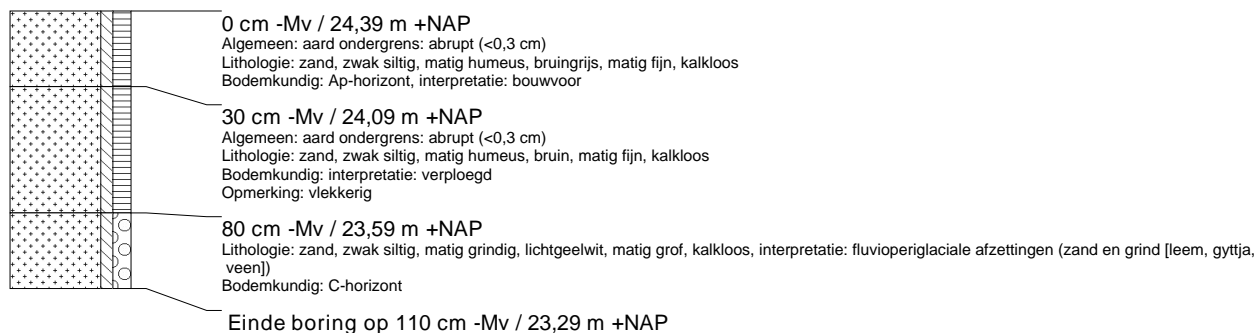 0 cm -Mv / 24,39 m +NAP
Algemeen: aard ondergrens: abrupt (<0,3 cm)
Lithologie: zand, zwak siltig, matig humeus, bruingrijs, matig fijn, kalkloos
Bodemkundig: Ap-horizont, interpretatie: bouwvoor
30 cm -Mv / 24,09 m +NAP
Algemeen: aard ondergrens: abrupt (<0,3 cm)
Lithologie: zand, zwak siltig, matig humeus, bruin, matig fijn, kalkloos
Bodemkundig: interpretatie: verploegd
Opmerking: vlekkerig
80 cm -Mv / 23,59 m +NAP
Lithologie: zand, zwak siltig, matig grindig, lichtgeelwit, matig grof, kalkloos, interpretatie: fluvioperiglaciale afzettingen (zand en grind [leem, gyttja,
veen])
Bodemkundig: C-horizont
Einde boring op 110 cm -Mv / 23,29 m +NAP